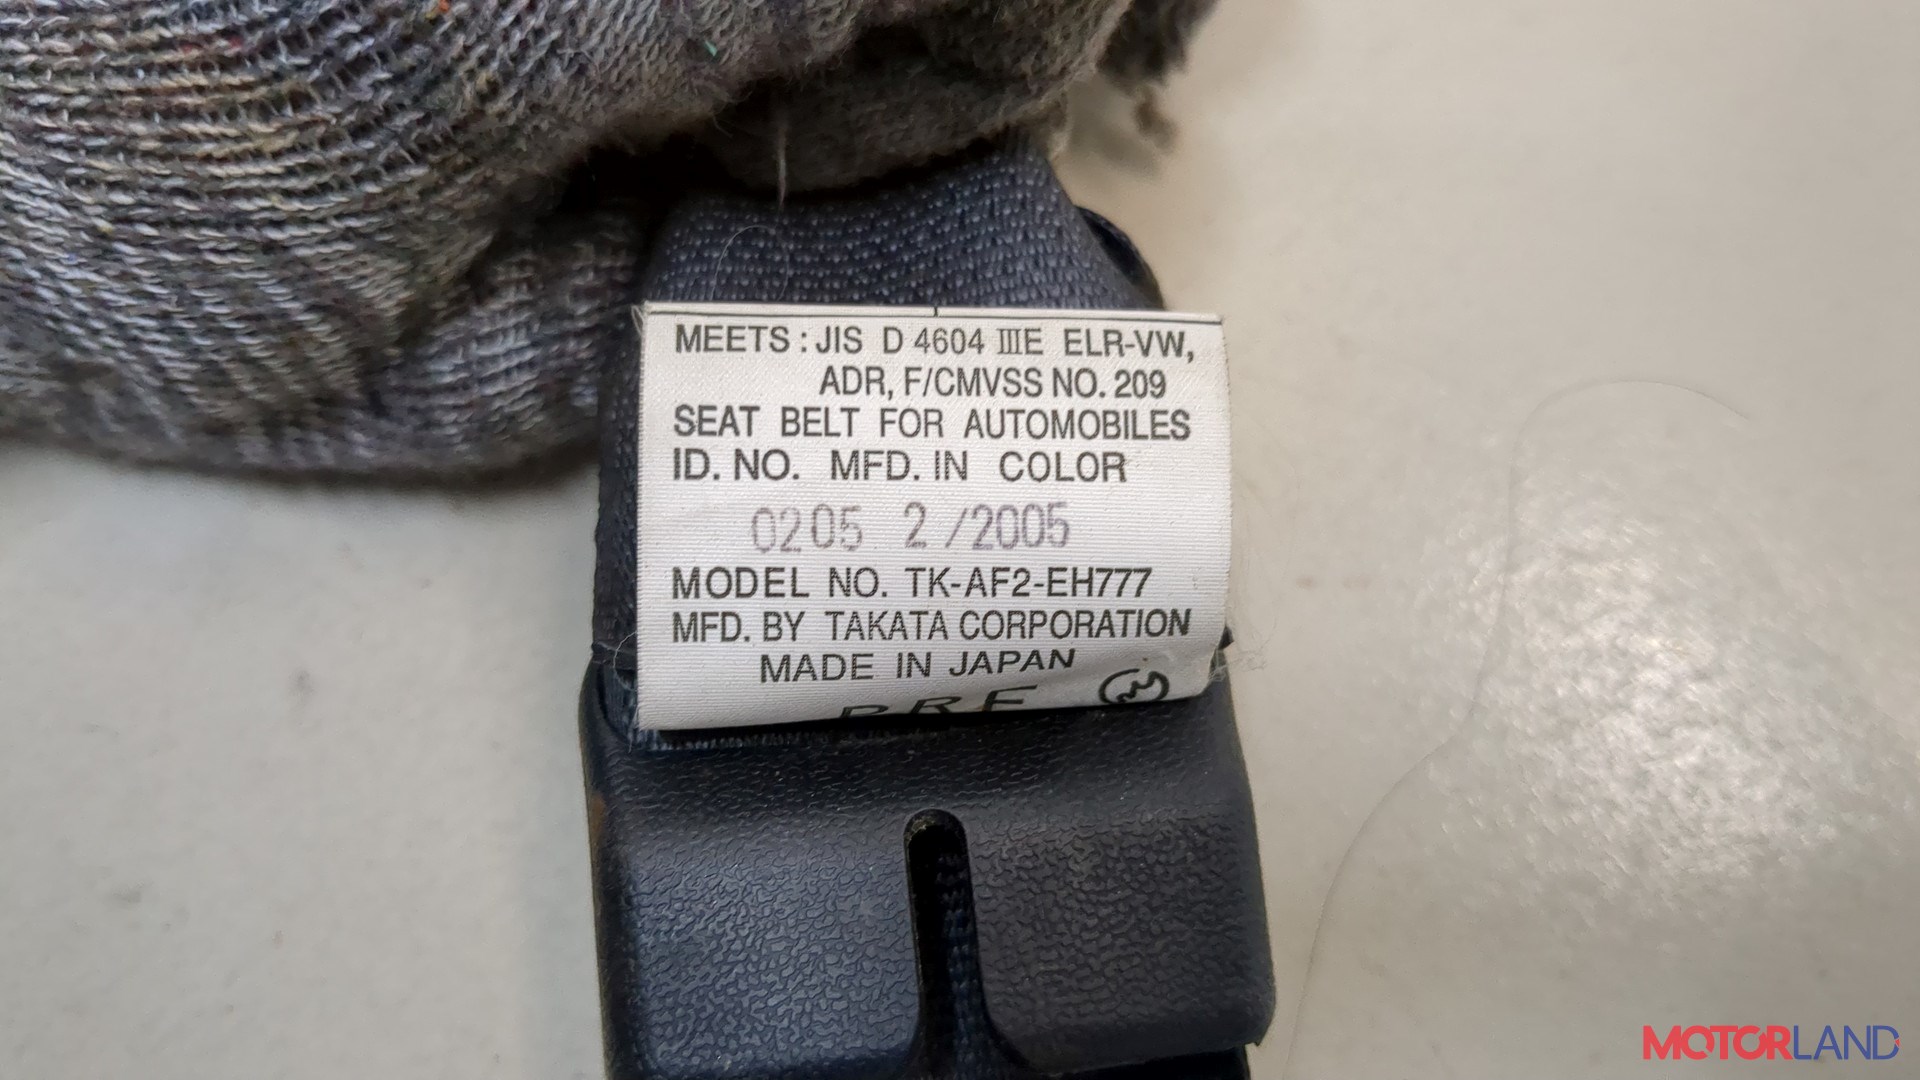 MEETS : JIS D 4604 IIIE ELR-VW,
ADR, F/CMVSS NO. 209
SEAT BELT FOR AUTOMOBILES
ID. NO. MFD. IN COLOR
0205 2/2005
MODEL NO. TK-AF2-EH777
MFD. BY TAKATA CORPORATION
MADE IN JAPAN
MOTORLAND